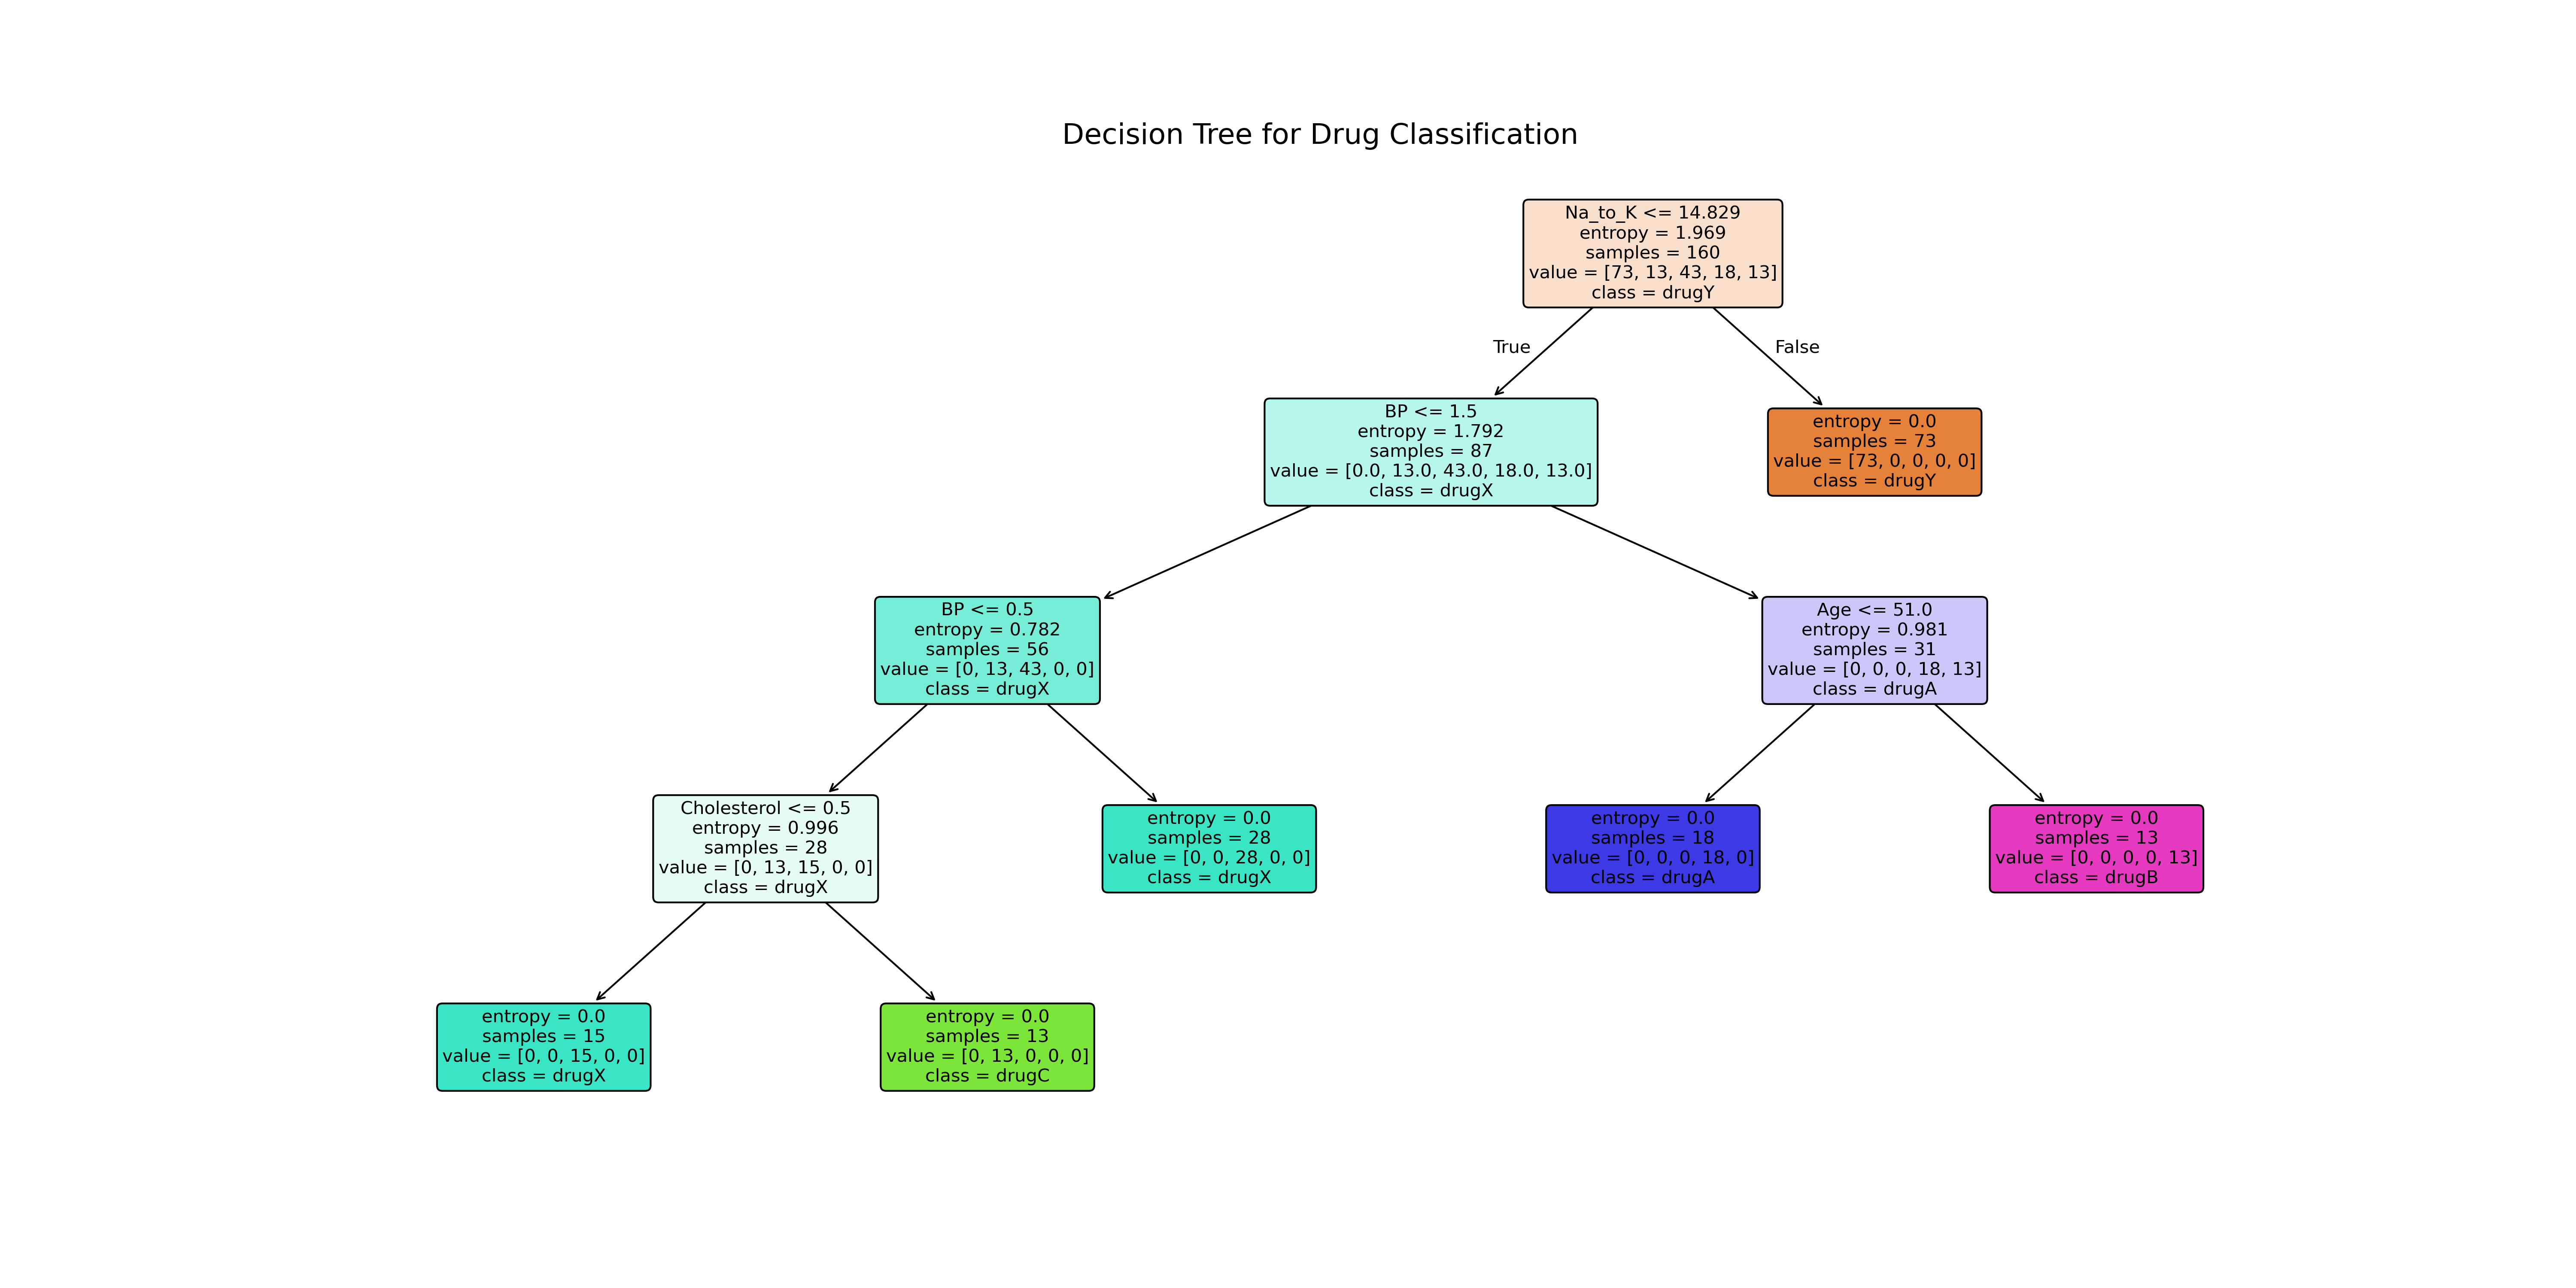 Decision Tree for Drug Classification
Na_to_K <= 14.829
entropy = 1.969
samples = 160
value = [73, 13, 43, 18, 13]
class = drugY
True
False
BP <= 1.5
entropy = 1.792
samples = 87
value = [0.0, 13.0, 43.0, 18.0, 13.0]
class = drugX
entropy = 0.0
samples = 73
value = [73, 0, 0, 0, 0]
class = drugY
BP <= 0.5
entropy = 0.782
samples = 56
value = [0, 13, 43, 0, 0]
class = drugX
Age <= 51.0
entropy = 0.981
samples = 31
value = [0, 0, 0, 18, 13]
class = drugA
Cholesterol <= 0.5
entropy = 0.996
samples = 28
value = [0, 13, 15, 0, 0]
class = drugX
entropy = 0.0
samples = 28
value = [0, 0, 28, 0, 0]
class = drugX
entropy = 0.0
samples = 18
value = [0, 0, 0, 18, 0]
class = drugA
entropy = 0.0
samples = 13
value = [0, 0, 0, 0, 13]
class = drugB
entropy = 0.0
samples = 15
value = [0, 0, 15, 0, 0]
class = drugX
entropy = 0.0
samples = 13
value = [0, 13, 0, 0, 0]
class = drugC